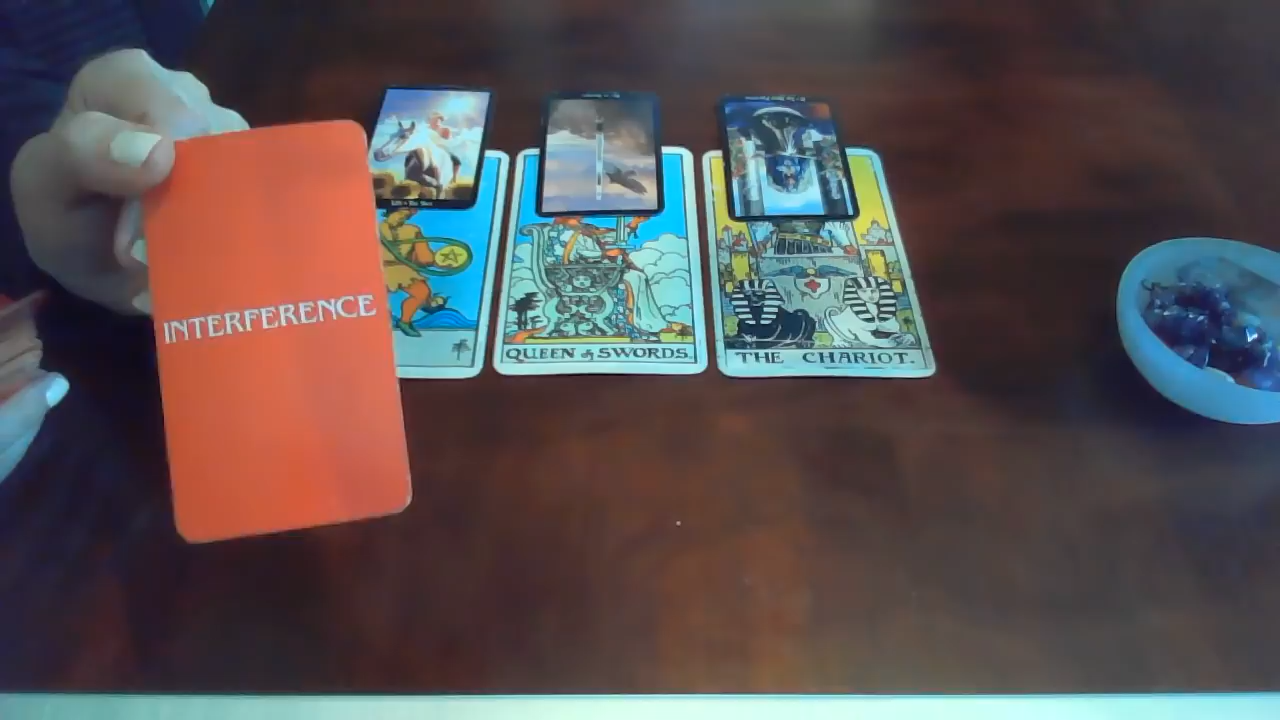 INTERFERENCE
QUEEN of SWORDS.
THE CHARIOT.